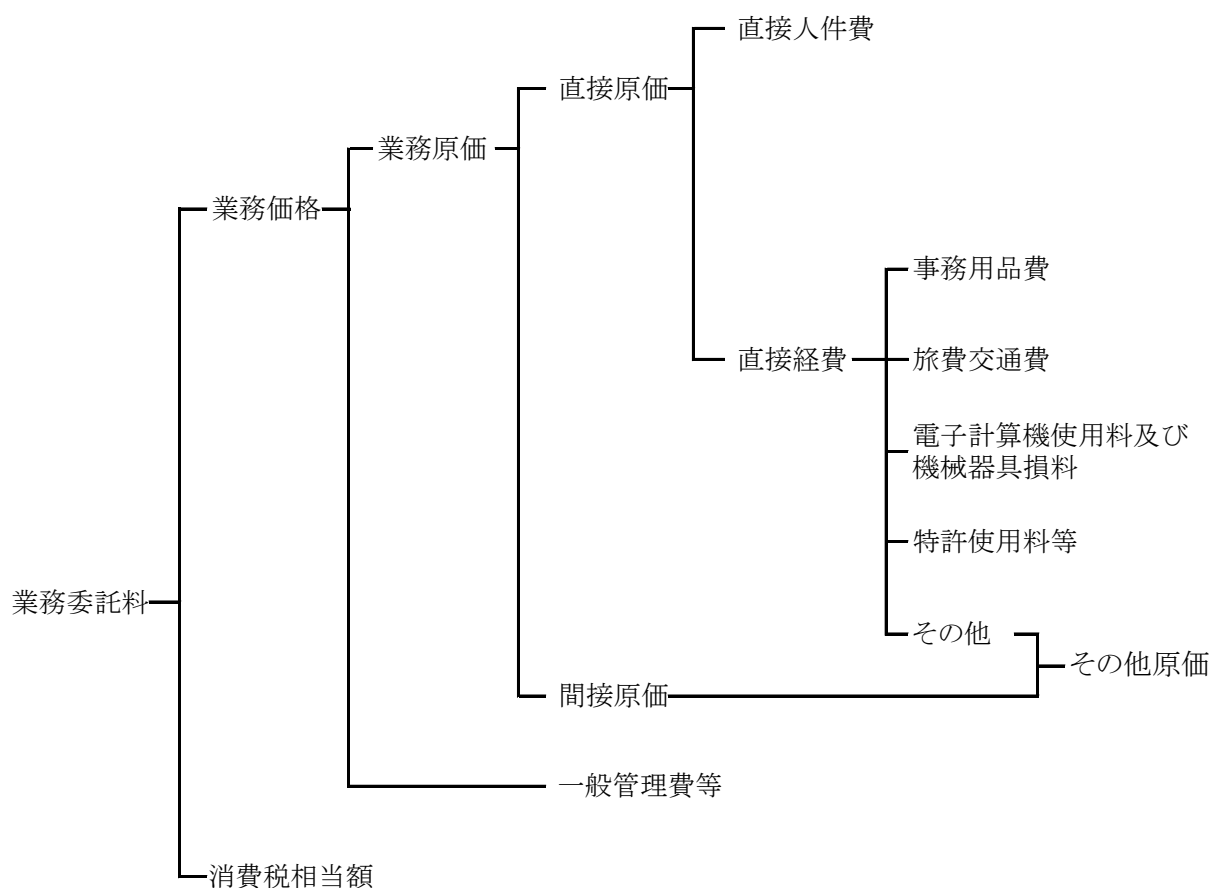 直接人件費
直接原価
業務原価
業務価格
事務用品費
直接経費
旅費交通費
電子計算機使用料及び
機械器具損料
特許使用料等
業務委託料
その他
その他原価
間接原価
一般管理費等
消費税相当額